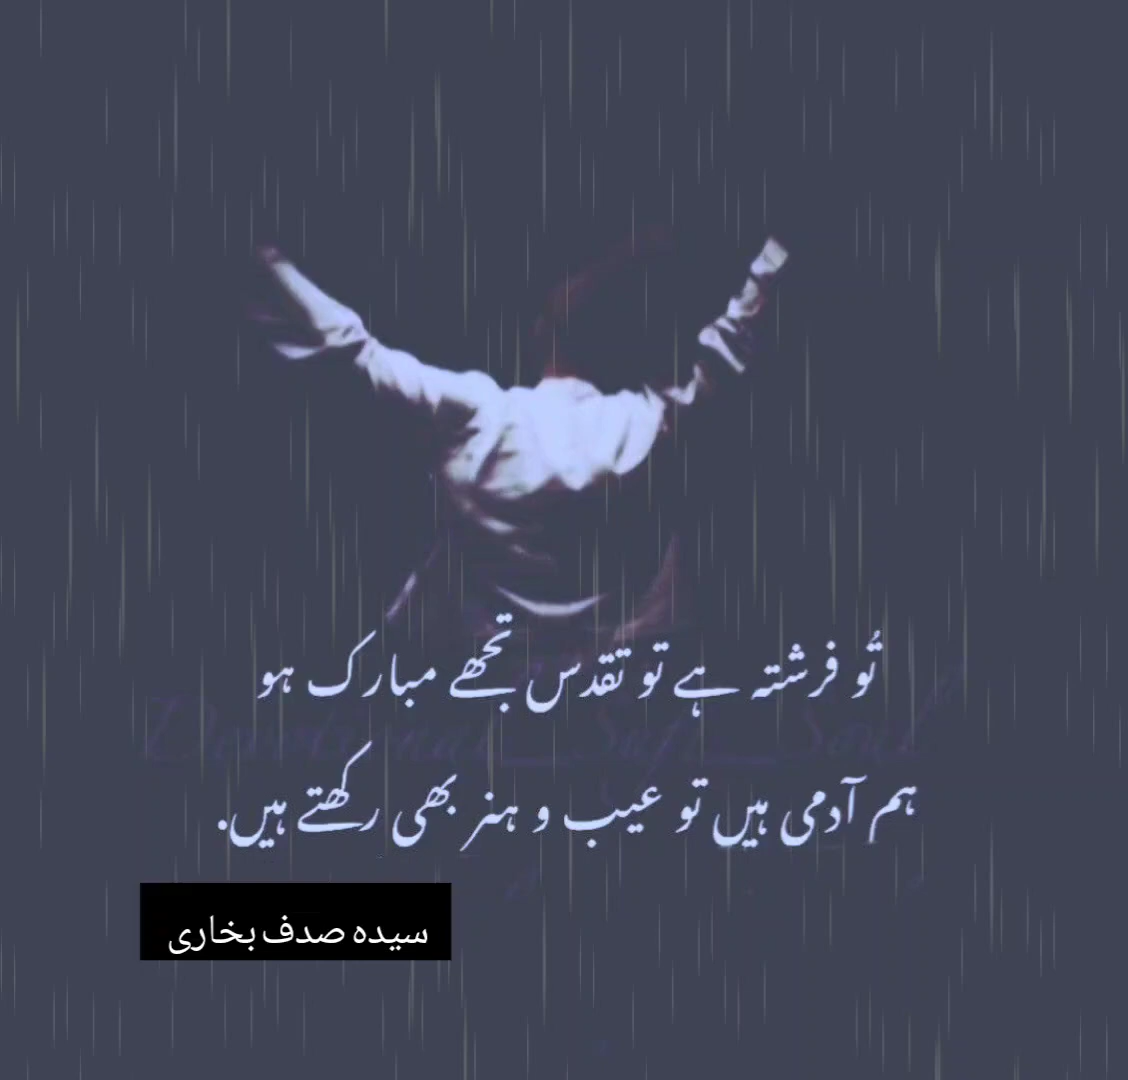 تُو فرشتہ ہے تو تقدس تجھے مبارک ہو
ہم آدمی ہیں تو عیب و ہنر بھی رکھتے ہیں.
سیدہ صدف بخاری